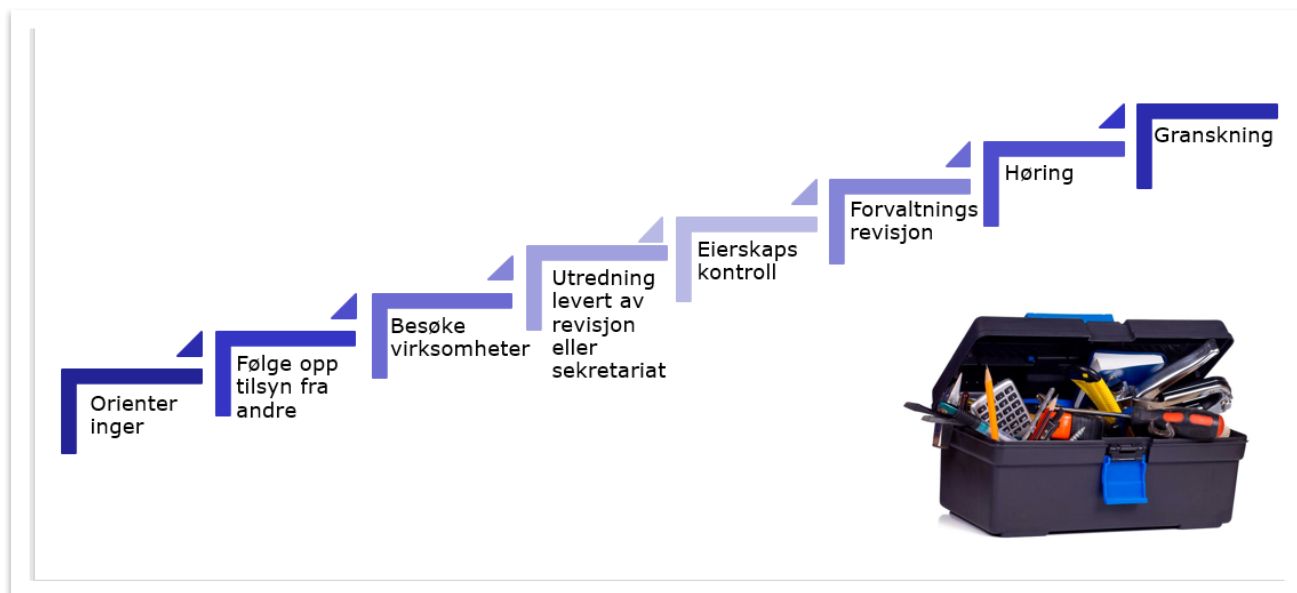 Orienter
inger
Følge opp
tilsyn fra
andre
Besøke
virksomheter
Utredning
levert av
revisjon
eller
sekretariat
Eierskaps
kontroll
Forvaltnings
revisjon
Høring
Granskning